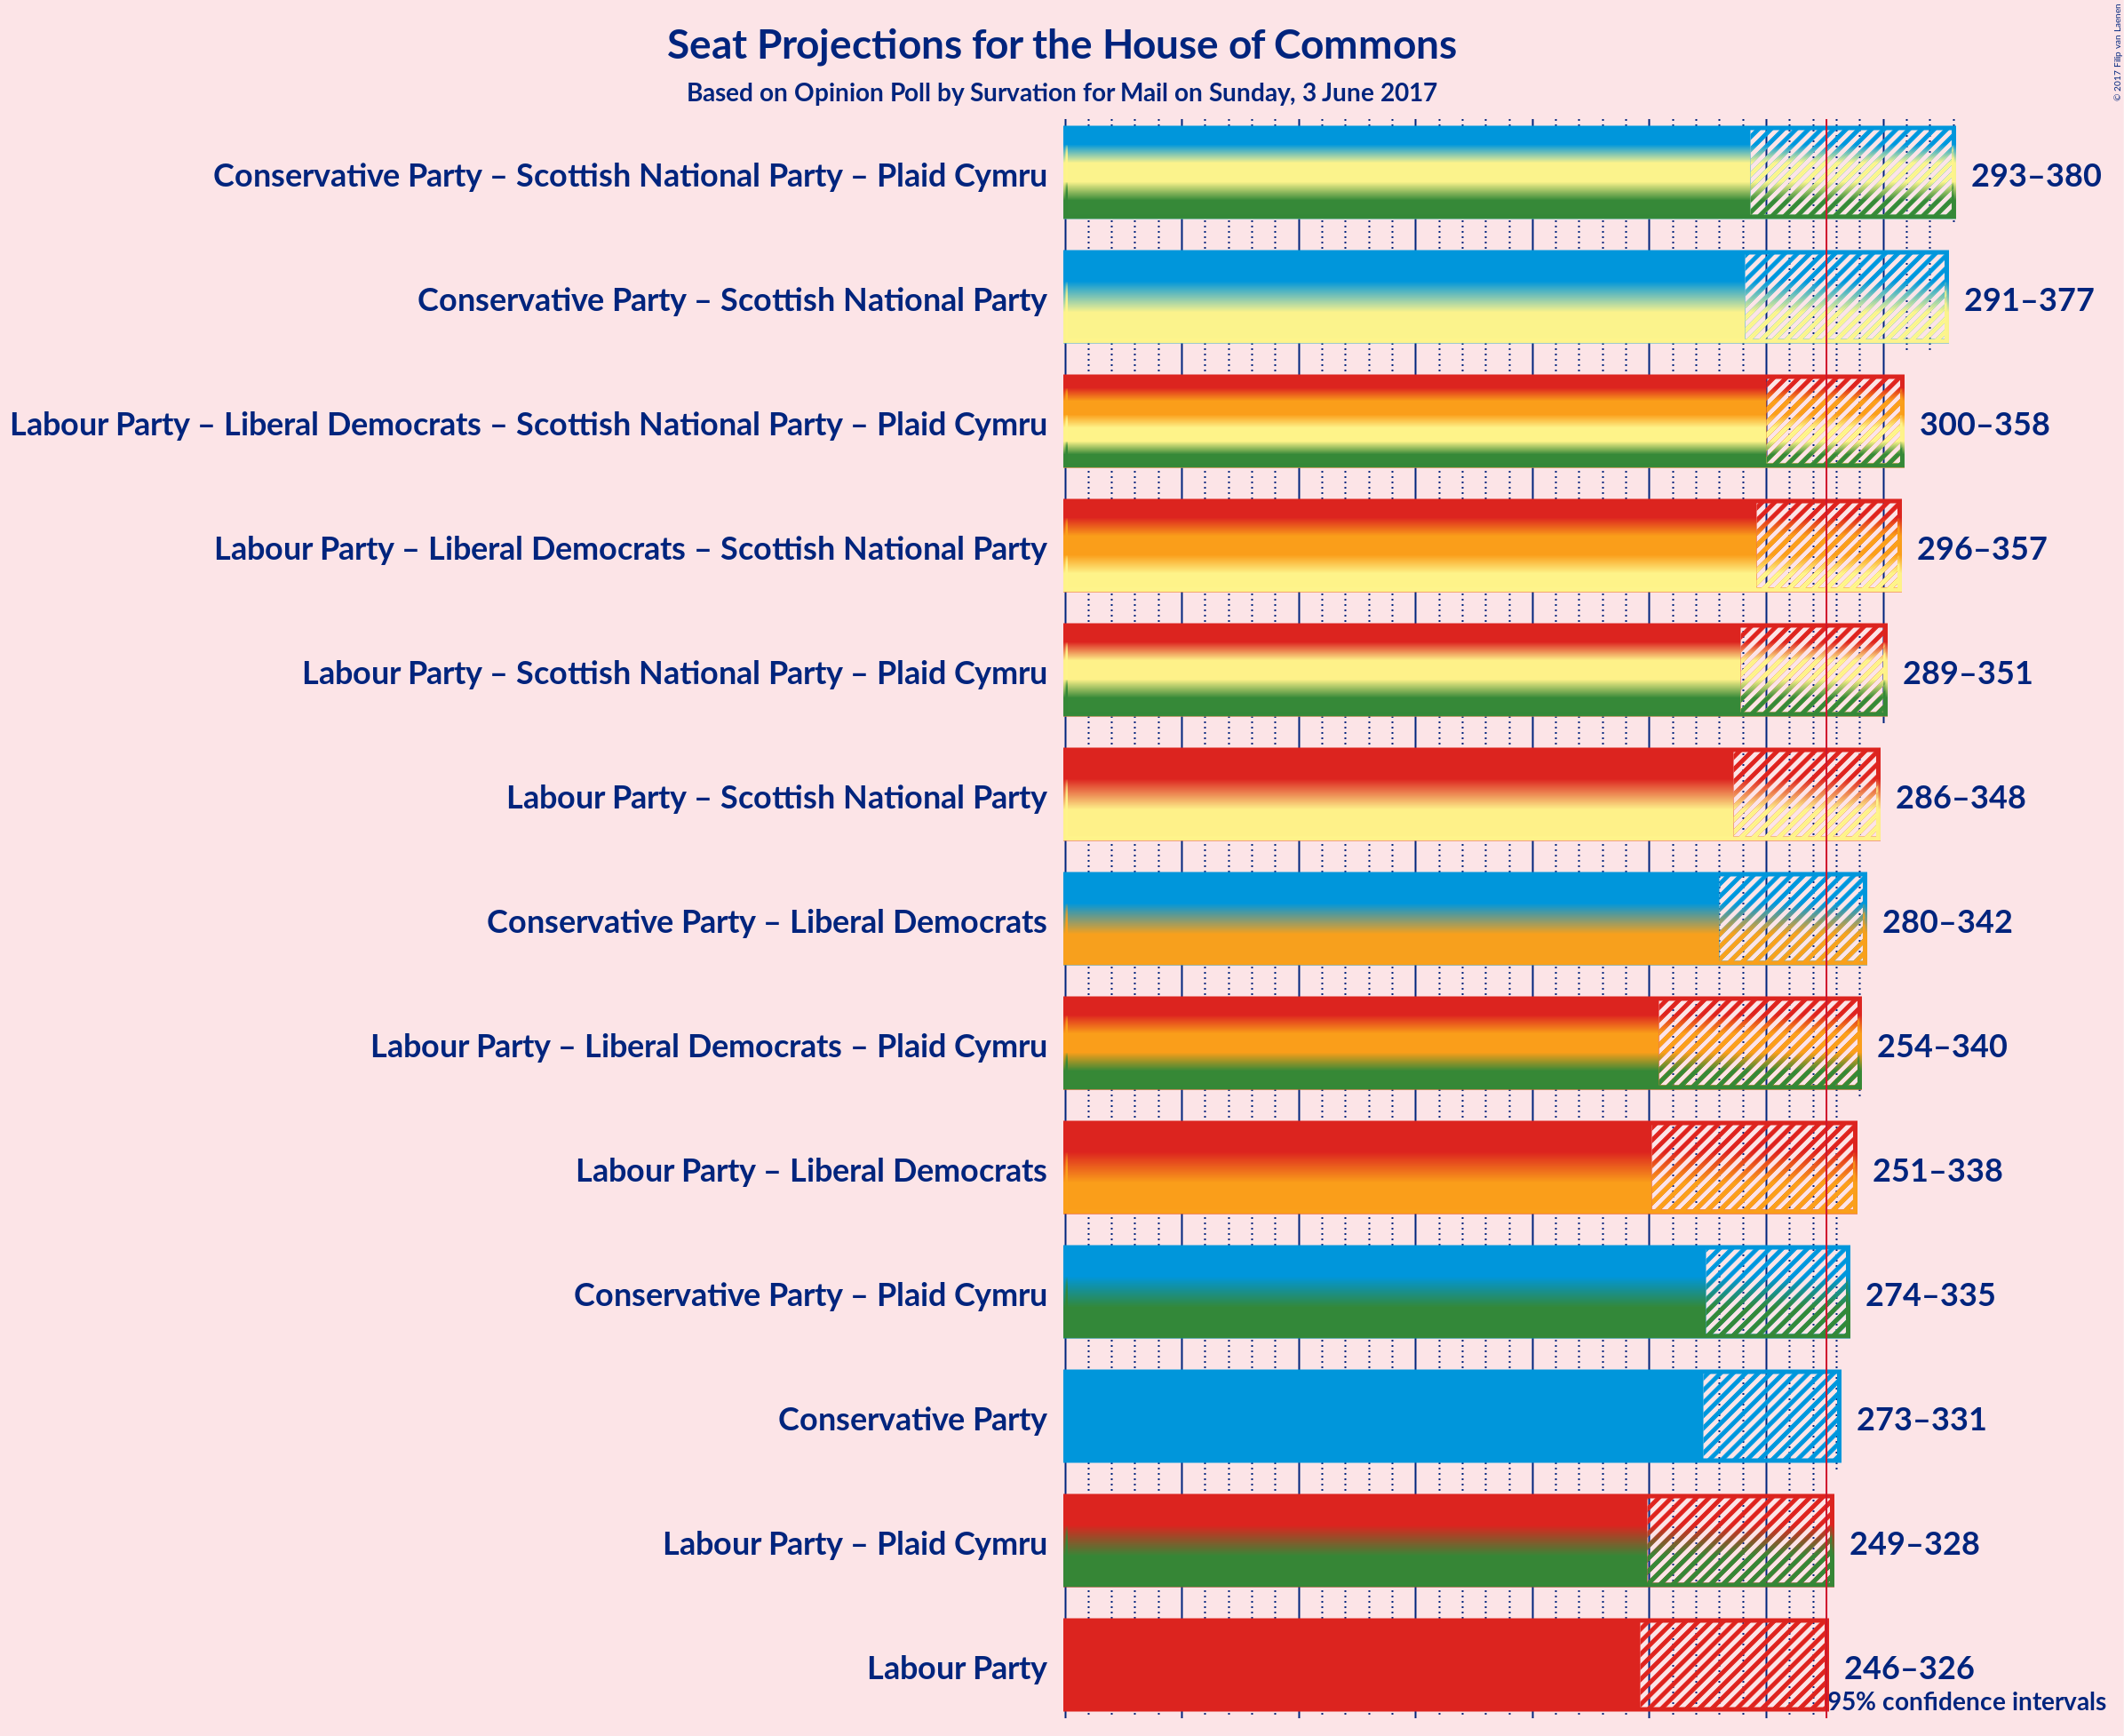 Seat Projections for the House of Commons
Based on Opinion Poll by Survation for Mail on Sunday, 3 June 2017
© 2017 Filip van Laenen
Conservative Party – Scottish National Party – Plaid Cymru 293–380
Conservative Party – Scottish National Party 291–377
Labour Party – Liberal Democrats – Scottish National Party – Plaid Cymru 300–358
Labour Party – Liberal Democrats – Scottish National Party 296–357
Labour Party – Scottish National Party – Plaid Cymru 289–351
Labour Party – Scottish National Party 286–348
Conservative Party – Liberal Democrats 280–342
Labour Party – Liberal Democrats – Plaid Cymru 254–340
Labour Party – Liberal Democrats 251–338
Conservative Party – Plaid Cymru 274–335
Conservative Party 273–331
Labour Party – Plaid Cymru 249–328
Labour Party 246–326
95% confidence intervals